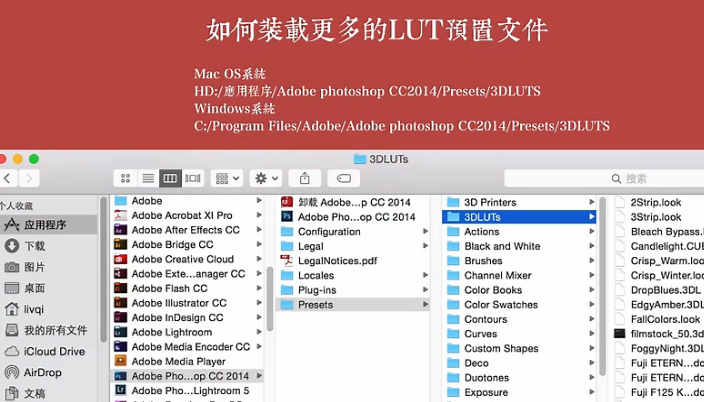 如何裝載更多的LUT預置文件
Mac OS系統
HD:/應用程序/Adobe photoshop CC2014/Presets/3DLUTS
Windows系統
C:/Program Files/Adobe/Adobe photoshop CC2014/Presets/3DLUTS
3DLUTs
搜索
个人收藏
应用程序
下载
图片
桌面
livqi
我的所有文件
iCloud Drive
AirDrop
文稿
Adobe
Adobe Acrobat XI Pro
Adobe After Effects CC
Adobe Bridge CC
Adobe Creative Cloud
Adobe Exte...anager CC
Adobe Flash CC
Adobe Illustrator CC
Adobe InDesign CC
Adobe Lightroom
Adobe Media Encoder CC
Adobe Media Player
Adobe Pho...op CC 2014
Adobe Pho...Lightroom 5
卸载 Adobe...p CC 2014
Adobe Pho...op CC 2014
Configuration
Legal
LegalNotices.pdf
Locales
Plug-ins
Presets
3D Printers
3DLUTs
Actions
Black and White
Brushes
Channel Mixer
Color Books
Color Swatches
Contours
Curves
Custom Shapes
Deco
Duotones
Exposure
2Strip.look
3Strip.look
Bleach Bypass.l
Candlelight.CUB
Crisp_Warm.loo
Crisp_Winter.lo
DropBlues.3DL
EdgyAmber.3DL
FallColors.look
filmstock_50.3d
FoggyNight.3DL
Fuji ETERN...D
Fuji ETERN...d
Fuji F125 K...